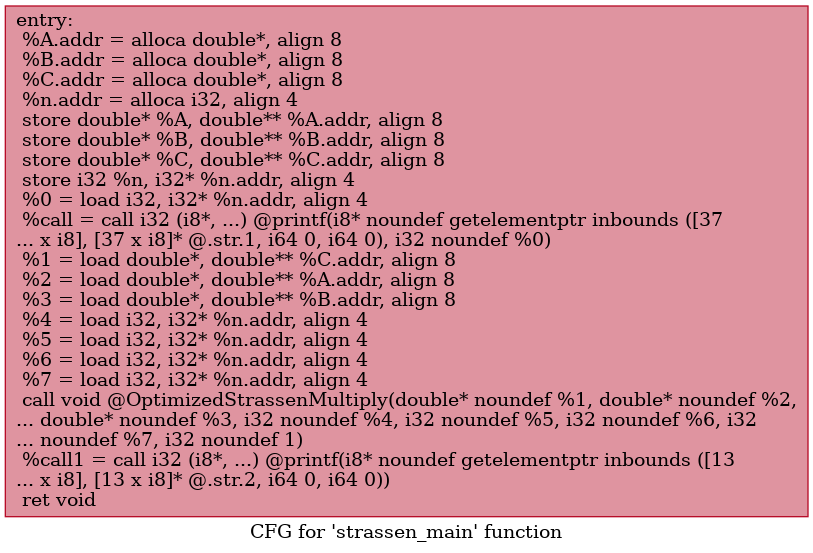 entry:
%A.addr = alloca double*, align 8
%B.addr = alloca double*, align 8
%C.addr = alloca double*, align 8
%n.addr = alloca i32, align 4
store double* %A, double** %A.addr, align 8
store double* %B, double** %B.addr, align 8
store double* %C, double** %C.addr, align 8
store i32 %n, i32* %n.addr, align 4
%0 = load i32, i32* %n.addr, align 4
%call = call i32 (i8*, ...) @printf(i8* noundef getelementptr inbounds ([37
... x i8], [37 x i8]* @.str.1, i64 0, i64 0), i32 noundef %0)
%1 = load double*, double** %C.addr, align 8
%2 = load double*, double** %A.addr, align 8
%3 = load double*, double** %B.addr, align 8
%4 = load i32, i32* %n.addr, align 4
%5 = load i32, i32* %n.addr, align 4
%6 = load i32, i32* %n.addr, align 4
%7 = load i32, i32* %n.addr, align 4
call void @OptimizedStrassenMultiply(double* noundef %1, double* noundef %2,
... double* noundef %3, i32 noundef %4, i32 noundef %5, i32 noundef %6, i32
... noundef %7, i32 noundef 1)
%call1 = call i32 (i8*, ...) @printf(i8* noundef getelementptr inbounds ([13
... x i8], [13 x i8]* @.str.2, i64 0, i64 0))
ret void
CFG for 'strassen_main' function